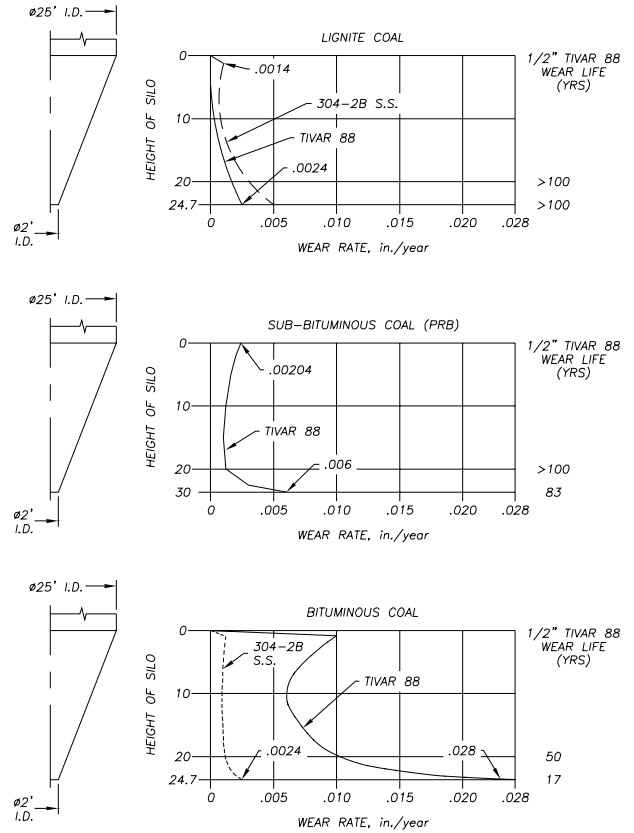 ø25' I.D.
LIGNITE COAL
1/2" TIVAR 88
WEAR LIFE
(YRS)
HEIGHT OF SILO
0
10
20
24.7
.0014
304-2B S.S.
TIVAR 88
.0024
>100
>100
0
.005
.010
.015
.020
.028
WEAR RATE, in./year
ø2'
I.D.
ø25' I.D.
SUB-BITUMINOUS COAL (PRB)
1/2" TIVAR 88
WEAR LIFE
(YRS)
HEIGHT OF SILO
0
10
20
30
.00204
TIVAR 88
.006
>100
83
0
.005
.010
.015
.020
.028
WEAR RATE, in./year
ø2'
I.D.
ø25' I.D.
BITUMINOUS COAL
1/2" TIVAR 88
WEAR LIFE
(YRS)
HEIGHT OF SILO
0
10
20
24.7
304-2B
S.S.
TIVAR 88
.0024
.028
50
17
0
.005
.010
.015
.020
.028
WEAR RATE, in./year
ø2'
I.D.